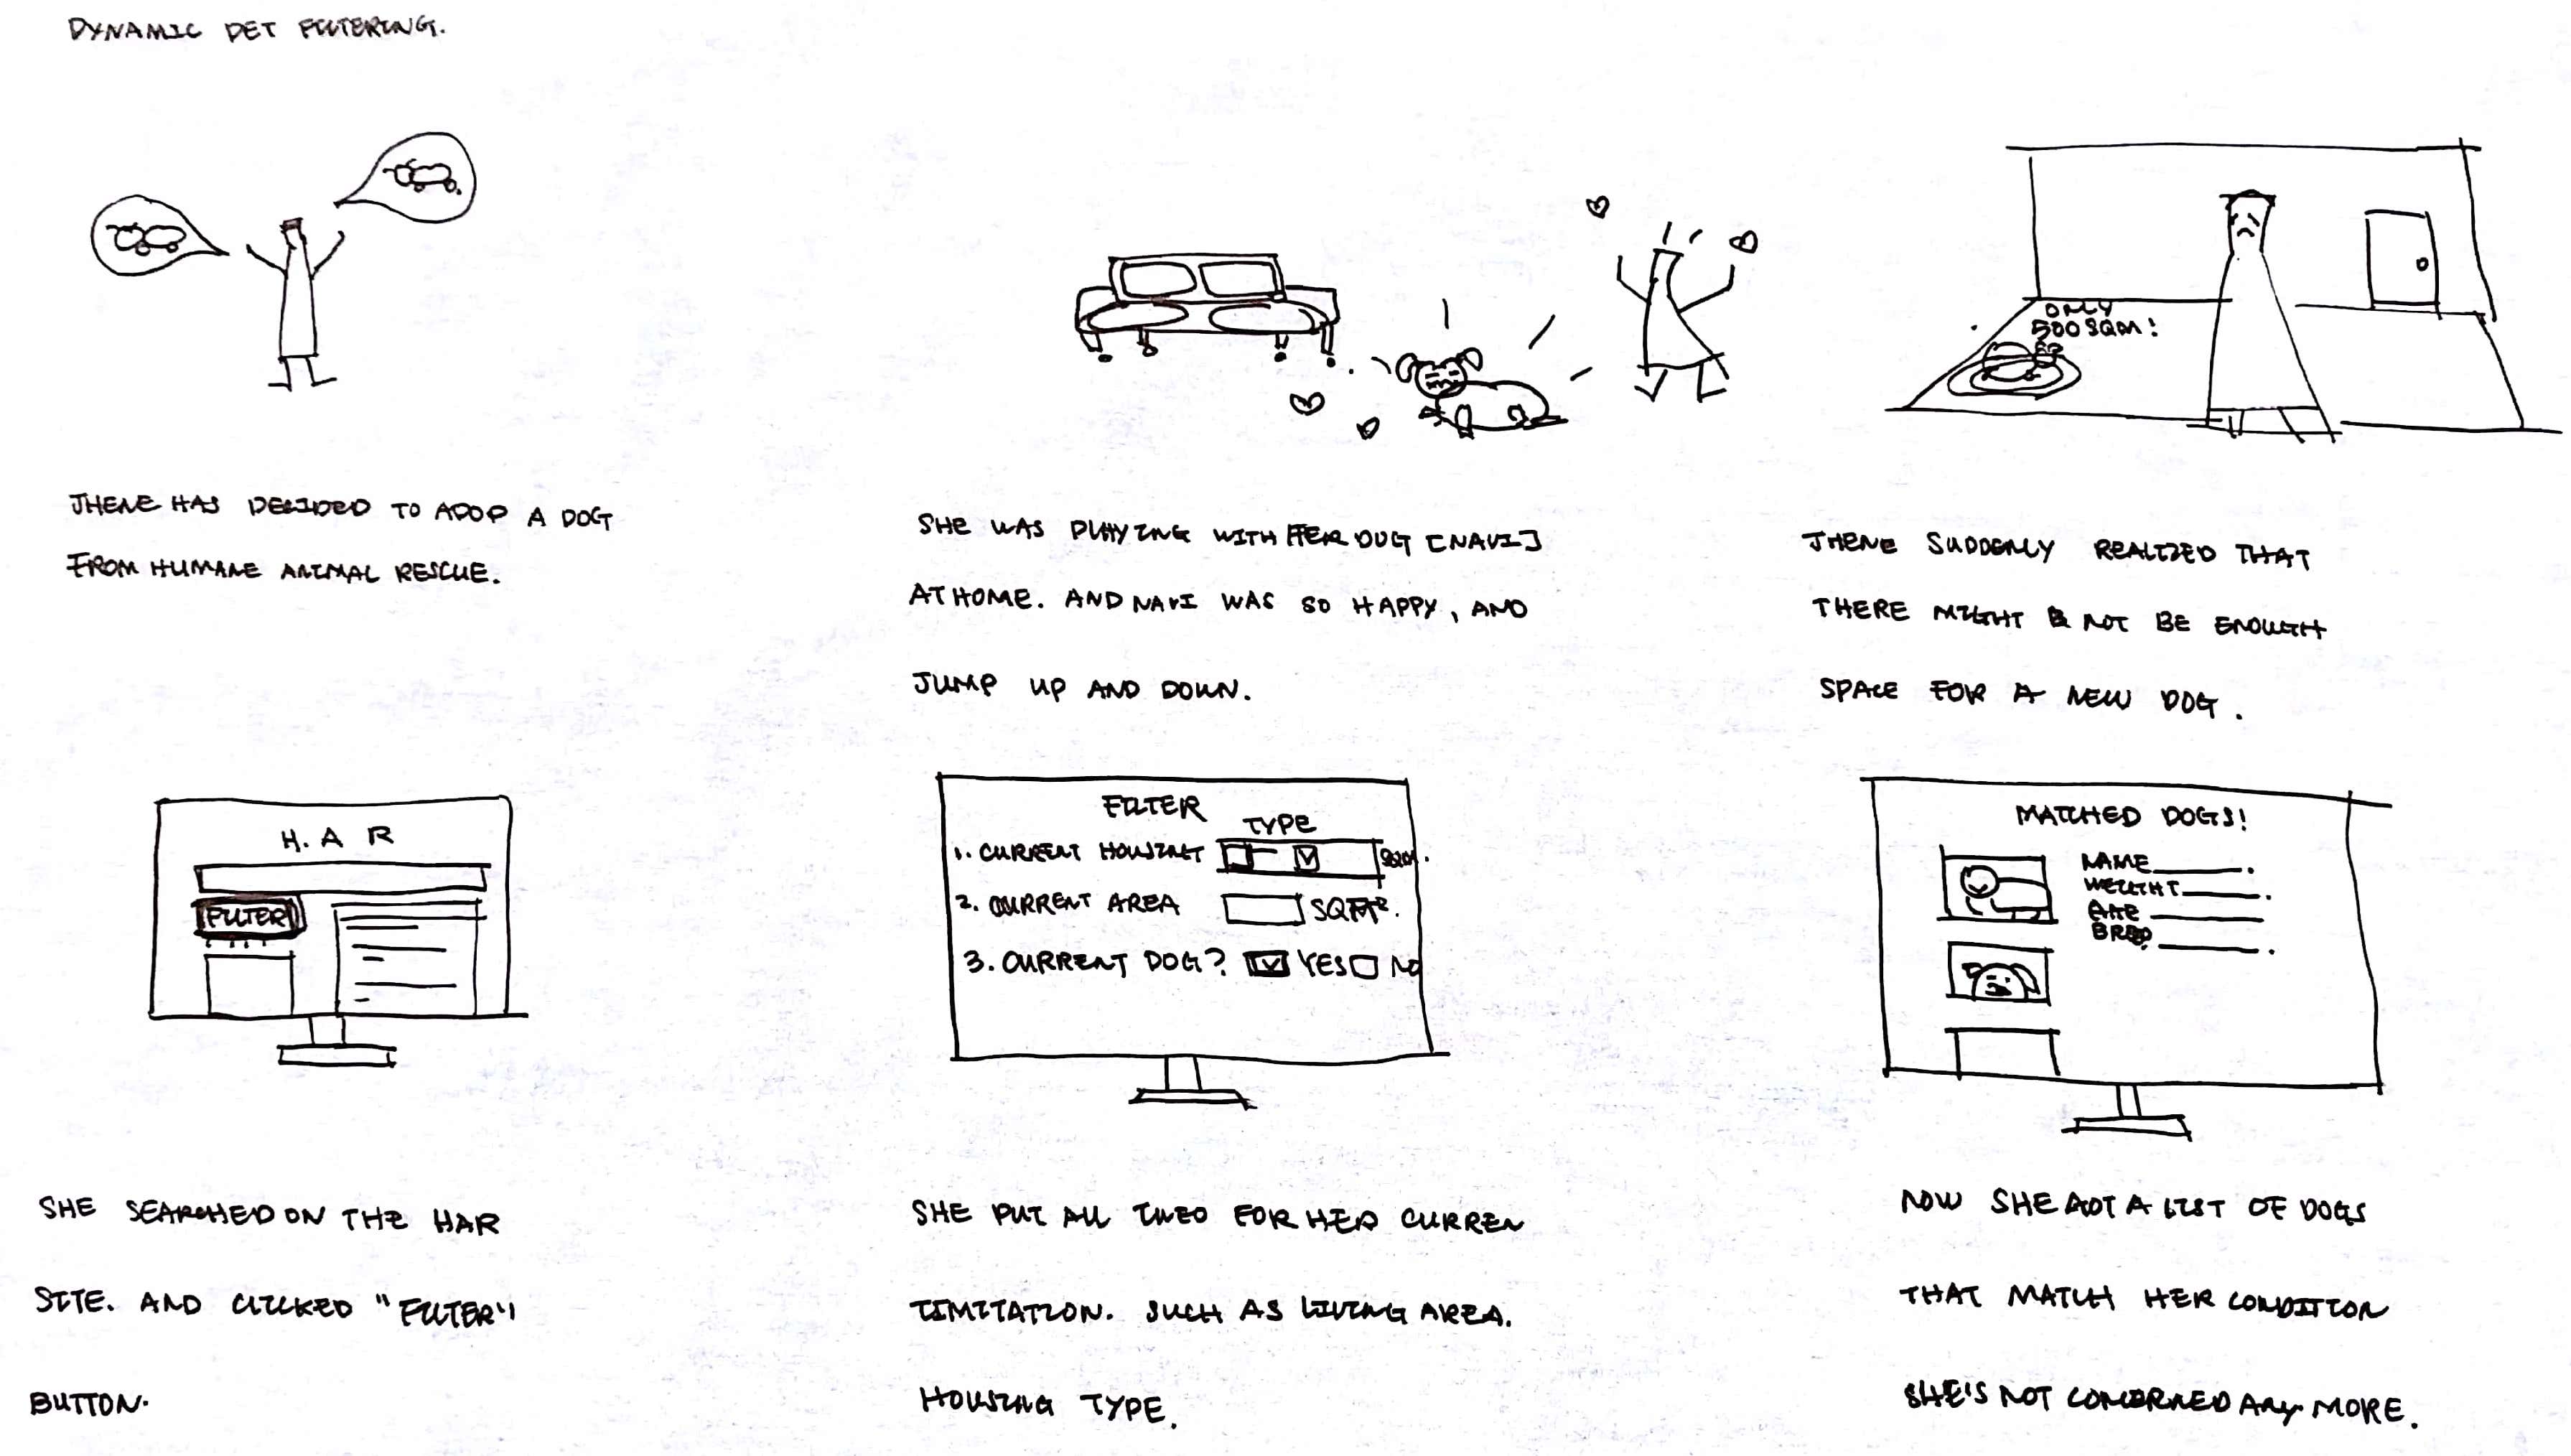 DYNAMIC PET FILTERING.
ONLY
500 SQM!
JHENE HAS DECIDED TO ADOP A DOG
FROM HUMANE ANIMAL RESCUE.
SHE WAS PLAYING WITH HER DOG [NAVI]
AT HOME. AND NAVI WAS SO HAPPY, AND
JUMP UP AND DOWN.
JHENE SUDDENLY REALIZED THAT
THERE MIGHT NOT BE ENOUGH
SPACE FOR A NEW DOG.
H.A R
FILTER
FILTER
TYPE
1. CURRENT HOUSING
2. CURRENT AREA SQFT².
3. CURRENT DOG? YES NO
MATCHED DOGS!
NAME
WEIGHT
AGE
BRED
SHE SEARCHED ON THE HAR
SITE. AND CLICKED "FILTER"
BUTTON.
SHE PUT ALL INFO FOR HER CURREN
LIMITATION. SUCH AS LIVING AREA.
HOUSING TYPE.
NOW SHE GOT A LIST OF DOGS
THAT MATCH HER CONDITION
SHE'S NOT CONCERNED ANY MORE.